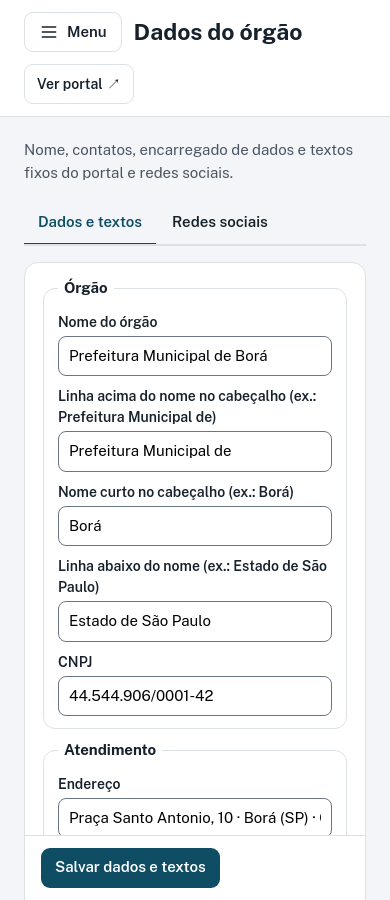 Menu
Dados do órgão
Ver portal ↗
Nome, contatos, encarregado de dados e textos
fixos do portal e redes sociais.
Dados e textos
Redes sociais
Órgão
Nome do órgão
Prefeitura Municipal de Borá
Linha acima do nome no cabeçalho (ex.:
Prefeitura Municipal de)
Prefeitura Municipal de
Nome curto no cabeçalho (ex.: Borá)
Borá
Linha abaixo do nome (ex.: Estado de São
Paulo)
Estado de São Paulo
CNPJ
44.544.906/0001-42
Atendimento
Endereço
Praça Santo Antonio, 10 · Borá (SP) ·
Salvar dados e textos